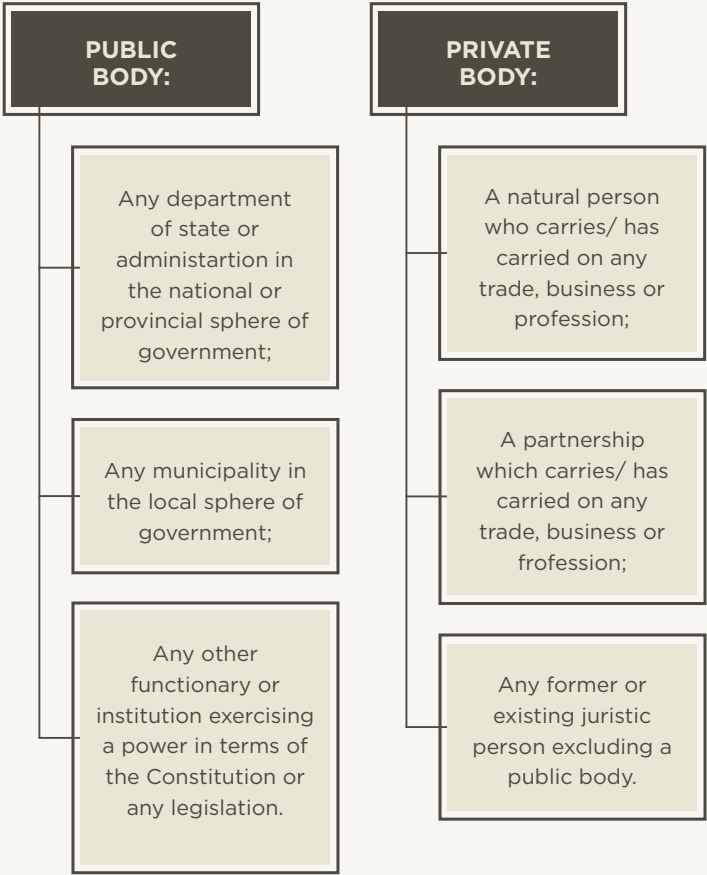 PUBLIC
BODY:
Any department
of state or
administartion in
the national or
provincial sphere of
government;
Any municipality in
the local sphere of
government;
Any other
functionary or
institution exercising
a power in terms of
the Constitution or
any legislation.
PRIVATE
BODY:
A natural person
who carries/ has
carried on any
trade, business or
profession;
A partnership
which carries/ has
carried on any
trade, business or
frofession;
Any former or
existing juristic
person excluding a
public body.